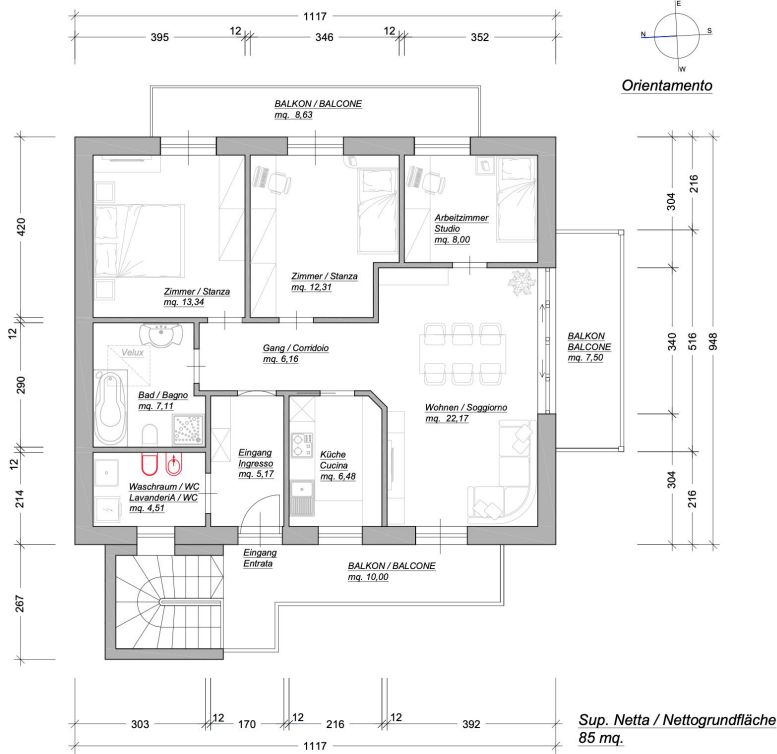 1117
395
12
346
12
352
E
N
S
W
Orientamento
BALKON / BALCONE
mq. 8,63
420
12
290
12
214
267
304
216
340
516
948
304
216
Arbeitzimmer
Studio
mq. 8,00
Zimmer / Stanza
mq. 13,34
Zimmer / Stanza
mq. 12,31
BALKON
BALCONE
mq. 7,50
Velux
Gang / Corridoio
mq. 6,16
Bad / Bagno
mq. 7,11
Wohnen / Soggiorno
mq. 22,17
Eingang
Ingresso
mq. 5,17
Küche
Cucina
mq. 6,48
Waschraum / WC
LavanderiA / WC
mq. 4,51
Eingang
Entrata
BALKON / BALCONE
mq. 10,00
303
12
170
12
216
12
392
1117
Sup. Netta / Nettogrundfläche
85 mq.